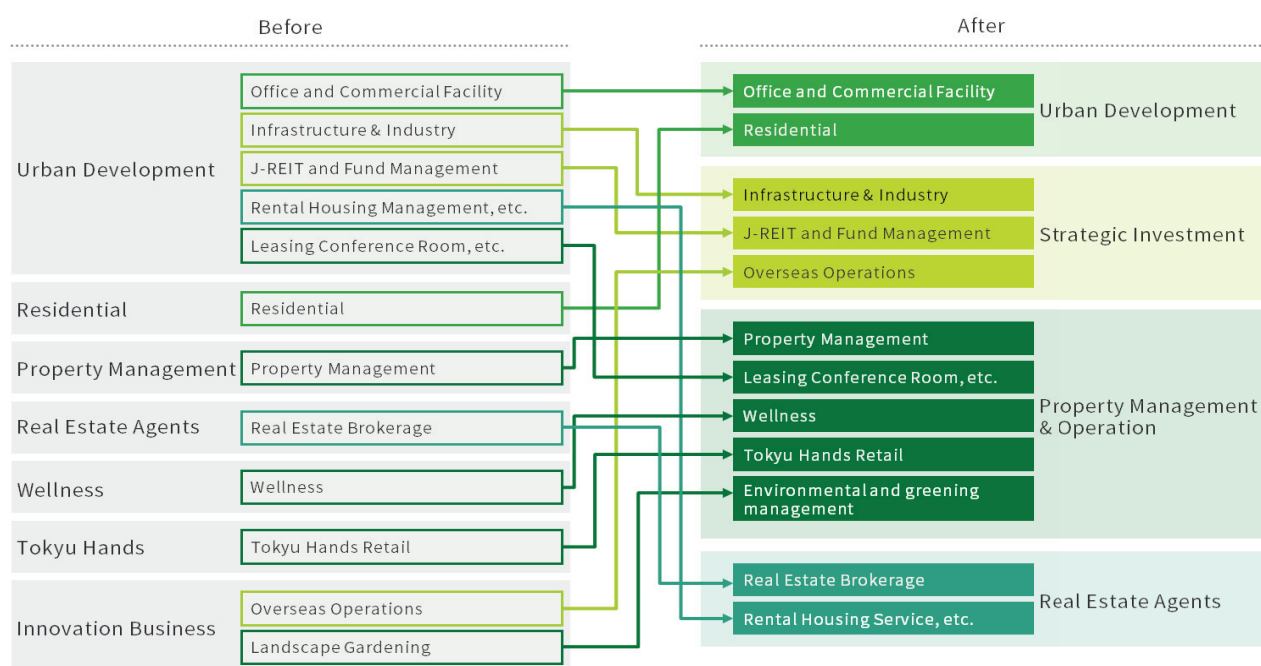 Before
After
Urban Development
Office and Commercial Facility
Infrastructure & Industry
J-REIT and Fund Management
Rental Housing Management, etc.
Leasing Conference Room, etc.
Residential
Residential
Property Management
Property Management
Real Estate Agents
Real Estate Brokerage
Wellness
Wellness
Tokyu Hands
Tokyu Hands Retail
Innovation Business
Overseas Operations
Landscape Gardening
Office and Commercial Facility
Residential
Urban Development
Infrastructure & Industry
J-REIT and Fund Management
Overseas Operations
Strategic Investment
Property Management
Leasing Conference Room, etc.
Wellness
Tokyu Hands Retail
Environmental and greening
management
Property Management
& Operation
Real Estate Brokerage
Rental Housing Service, etc.
Real Estate Agents